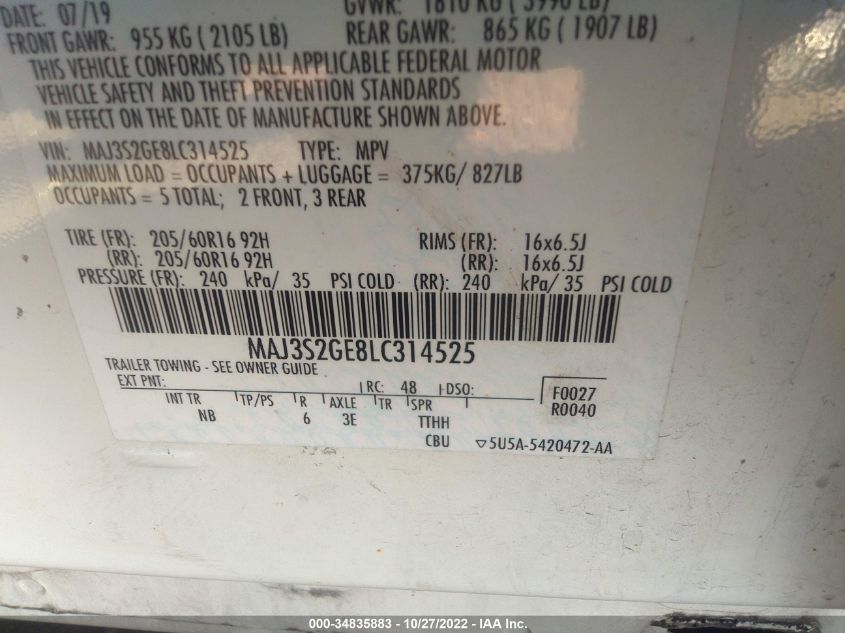 DATE: 07/19 GVWR: 1810 KG ( 3990 LB)
FRONT GAWR: 955 KG ( 2105 LB) REAR GAWR: 865 KG ( 1907 LB)
THIS VEHICLE CONFORMS TO ALL APPLICABLE FEDERAL MOTOR
VEHICLE SAFETY AND THEFT PREVENTION STANDARDS
IN EFFECT ON THE DATE OF MANUFACTURE SHOWN ABOVE.
VIN: MAJ3S2GE8LC314525 TYPE: MPV
MAXIMUM LOAD = OCCUPANTS + LUGGAGE = 375KG/ 827LB
OCCUPANTS = 5 TOTAL; 2 FRONT, 3 REAR
TIRE (FR): 205/60R16 92H RIMS (FR): 16x6.5J
(RR): 205/60R16 92H (RR): 16x6.5J
PRESSURE (FR): 240 kPa/ 35 PSI COLD (RR): 240 kPa/ 35 PSI COLD
MAJ3S2GE8LC314525
TRAILER TOWING - SEE OWNER GUIDE
EXT PNT: RC: 48 DSO: F0027
R0040
INT TR TP/PS R AXLE TR SPR
NB 6 3E TTHH
CBU ▽5U5A-5420472-AA
000-34835883 - 10/27/2022 - IAA Inc.